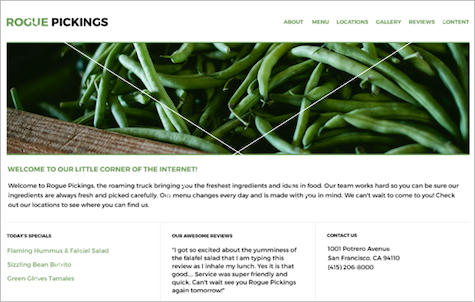 ROGUE PICKINGS
ABOUT MENU LOCATIONS GALLERY REVIEWS CONTENT
WELCOME TO OUR LITTLE CORNER OF THE INTERNET!
Welcome to Rogue Pickings, the roaming truck bringing you the freshest ingredients and ideas in food. Our team works hard so you can be sure our
ingredients are always fresh and picked carefully. Our menu changes every day and is made with you in mind. We can't wait to come to you! Check
out our locations to see where you can find us.
TODAY'S SPECIALS
Flaming Hummus & Falafel Salad
Sizzling Bean Burrito
Green Gloves Tamales
OUR AWESOME REVIEWS
"I got so excited about the yumminess
of the falafel salad that I am typing this
review as I inhale my lunch. Yes it is that
good.... Service was super friendly and
quick. Can't wait see you Rogue Pickings
again tomorrow!"
CONTACT US
1001 Potrero Avenue
San Francisco, CA 94110
(415) 206-8000